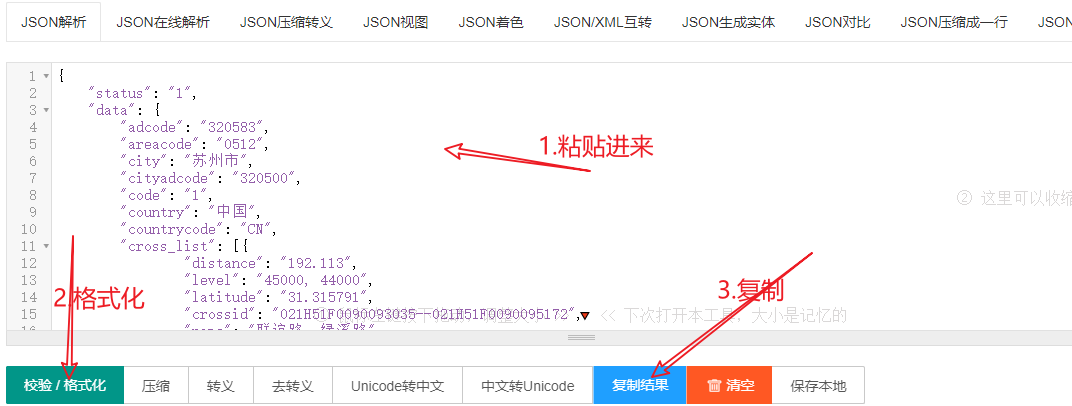 JSON解析 JSON在线解析 JSON压缩转义 JSON视图 JSON着色 JSON/XML互转 JSON生成实体 JSON对比 JSON压缩成一行 JSON
1 {
2 "status": "1",
3 "data": {
4 "adcode": "320583",
5 "areacode": "0512",
6 "city": "苏州市",
7 "cityadcode": "320500",
8 "code": "1",
9 "country": "中国",
10 "countrycode": "CN",
11 "cross_list": [{
12 "distance": "192.113",
13 "level": "45000, 44000",
14 "latitude": "31.315791",
15 "crossid": "021H51F0090093035--021H51F0090095172",
1.粘贴进来
② 这里可以收缩
2.格式化
3.复制
<< 下次打开本工具，大小是记忆的
校验 / 格式化 压缩 转义 去转义 Unicode转中文 中文转Unicode 复制结果 清空 保存本地